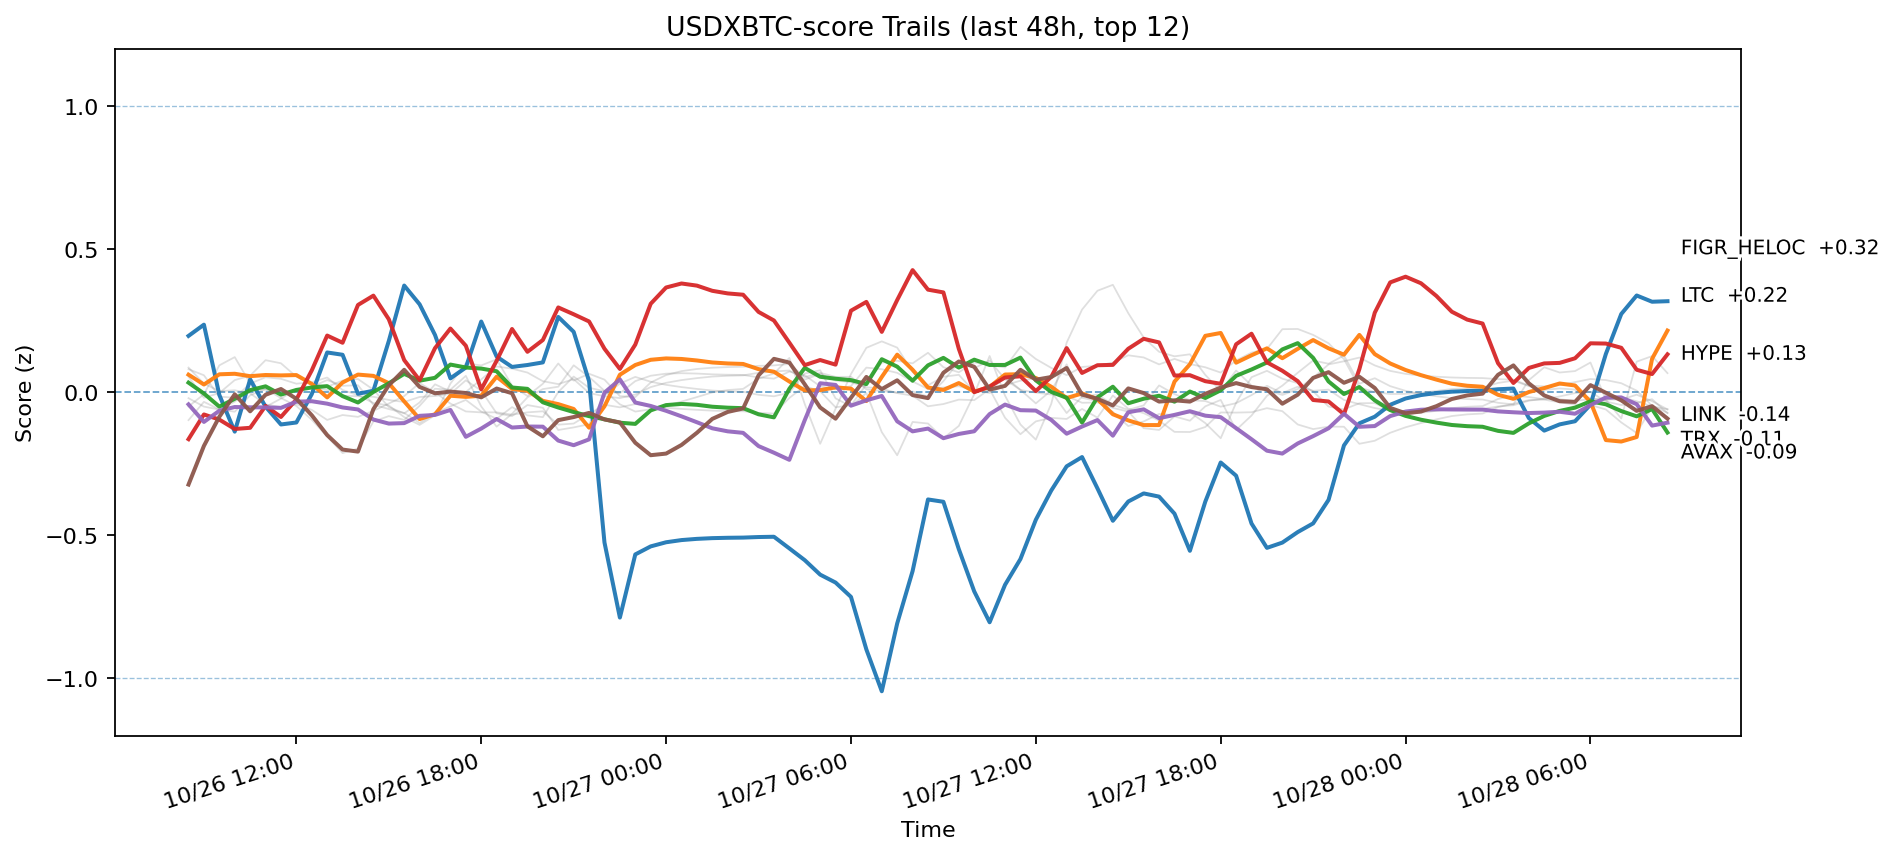 USDXBTC-score Trails (last 48h, top 12)
Score (z)
1.0
0.5
0.0
−0.5
−1.0
FIGR_HELOC +0.32
LTC +0.22
HYPE +0.13
LINK -0.14
TRX -0.11
AVAX -0.09
10/26 12:00
10/26 18:00
10/27 00:00
10/27 06:00
10/27 12:00
10/27 18:00
10/28 00:00
10/28 06:00
Time